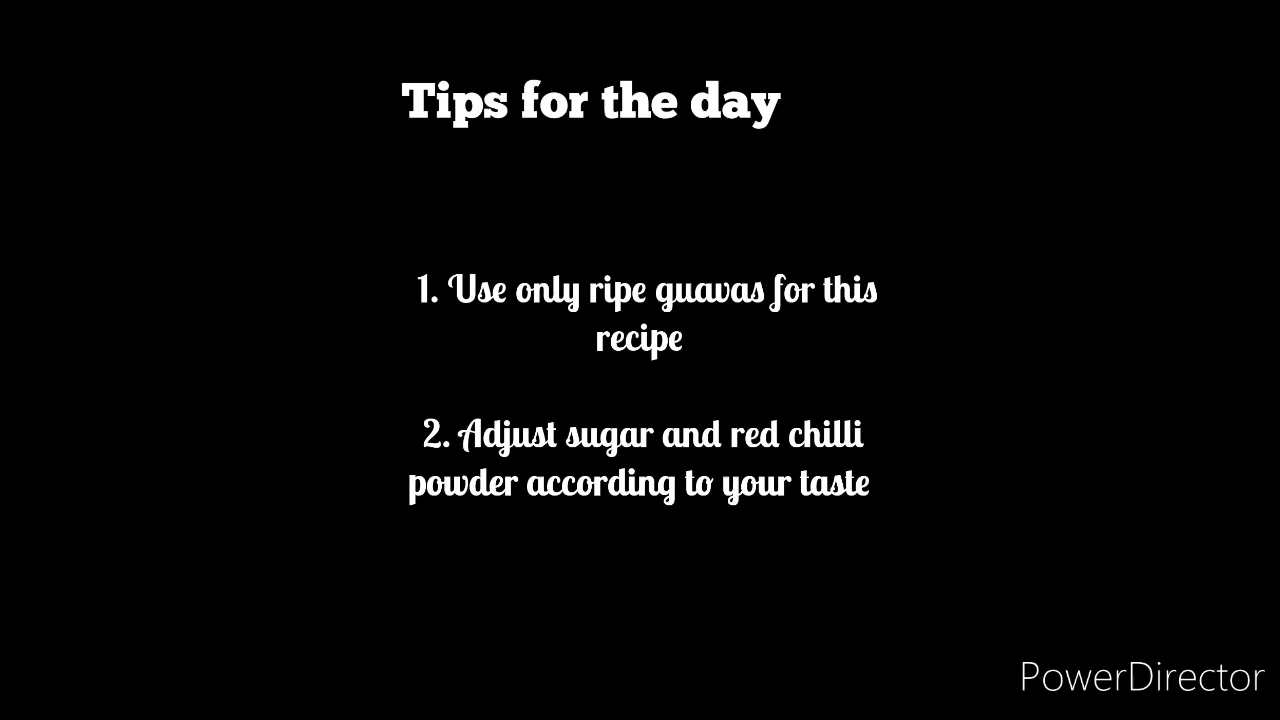 Tips for the day
1. Use only ripe guavas for this
recipe
2. Adjust sugar and red chilli
powder according to your taste
PowerDirector